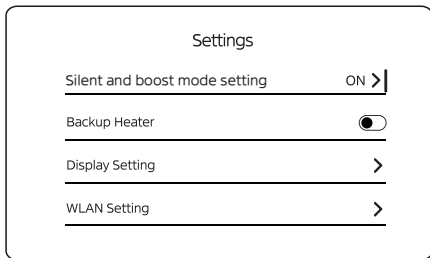 Settings
Silent and boost mode setting ON
Backup Heater
Display Setting
WLAN Setting